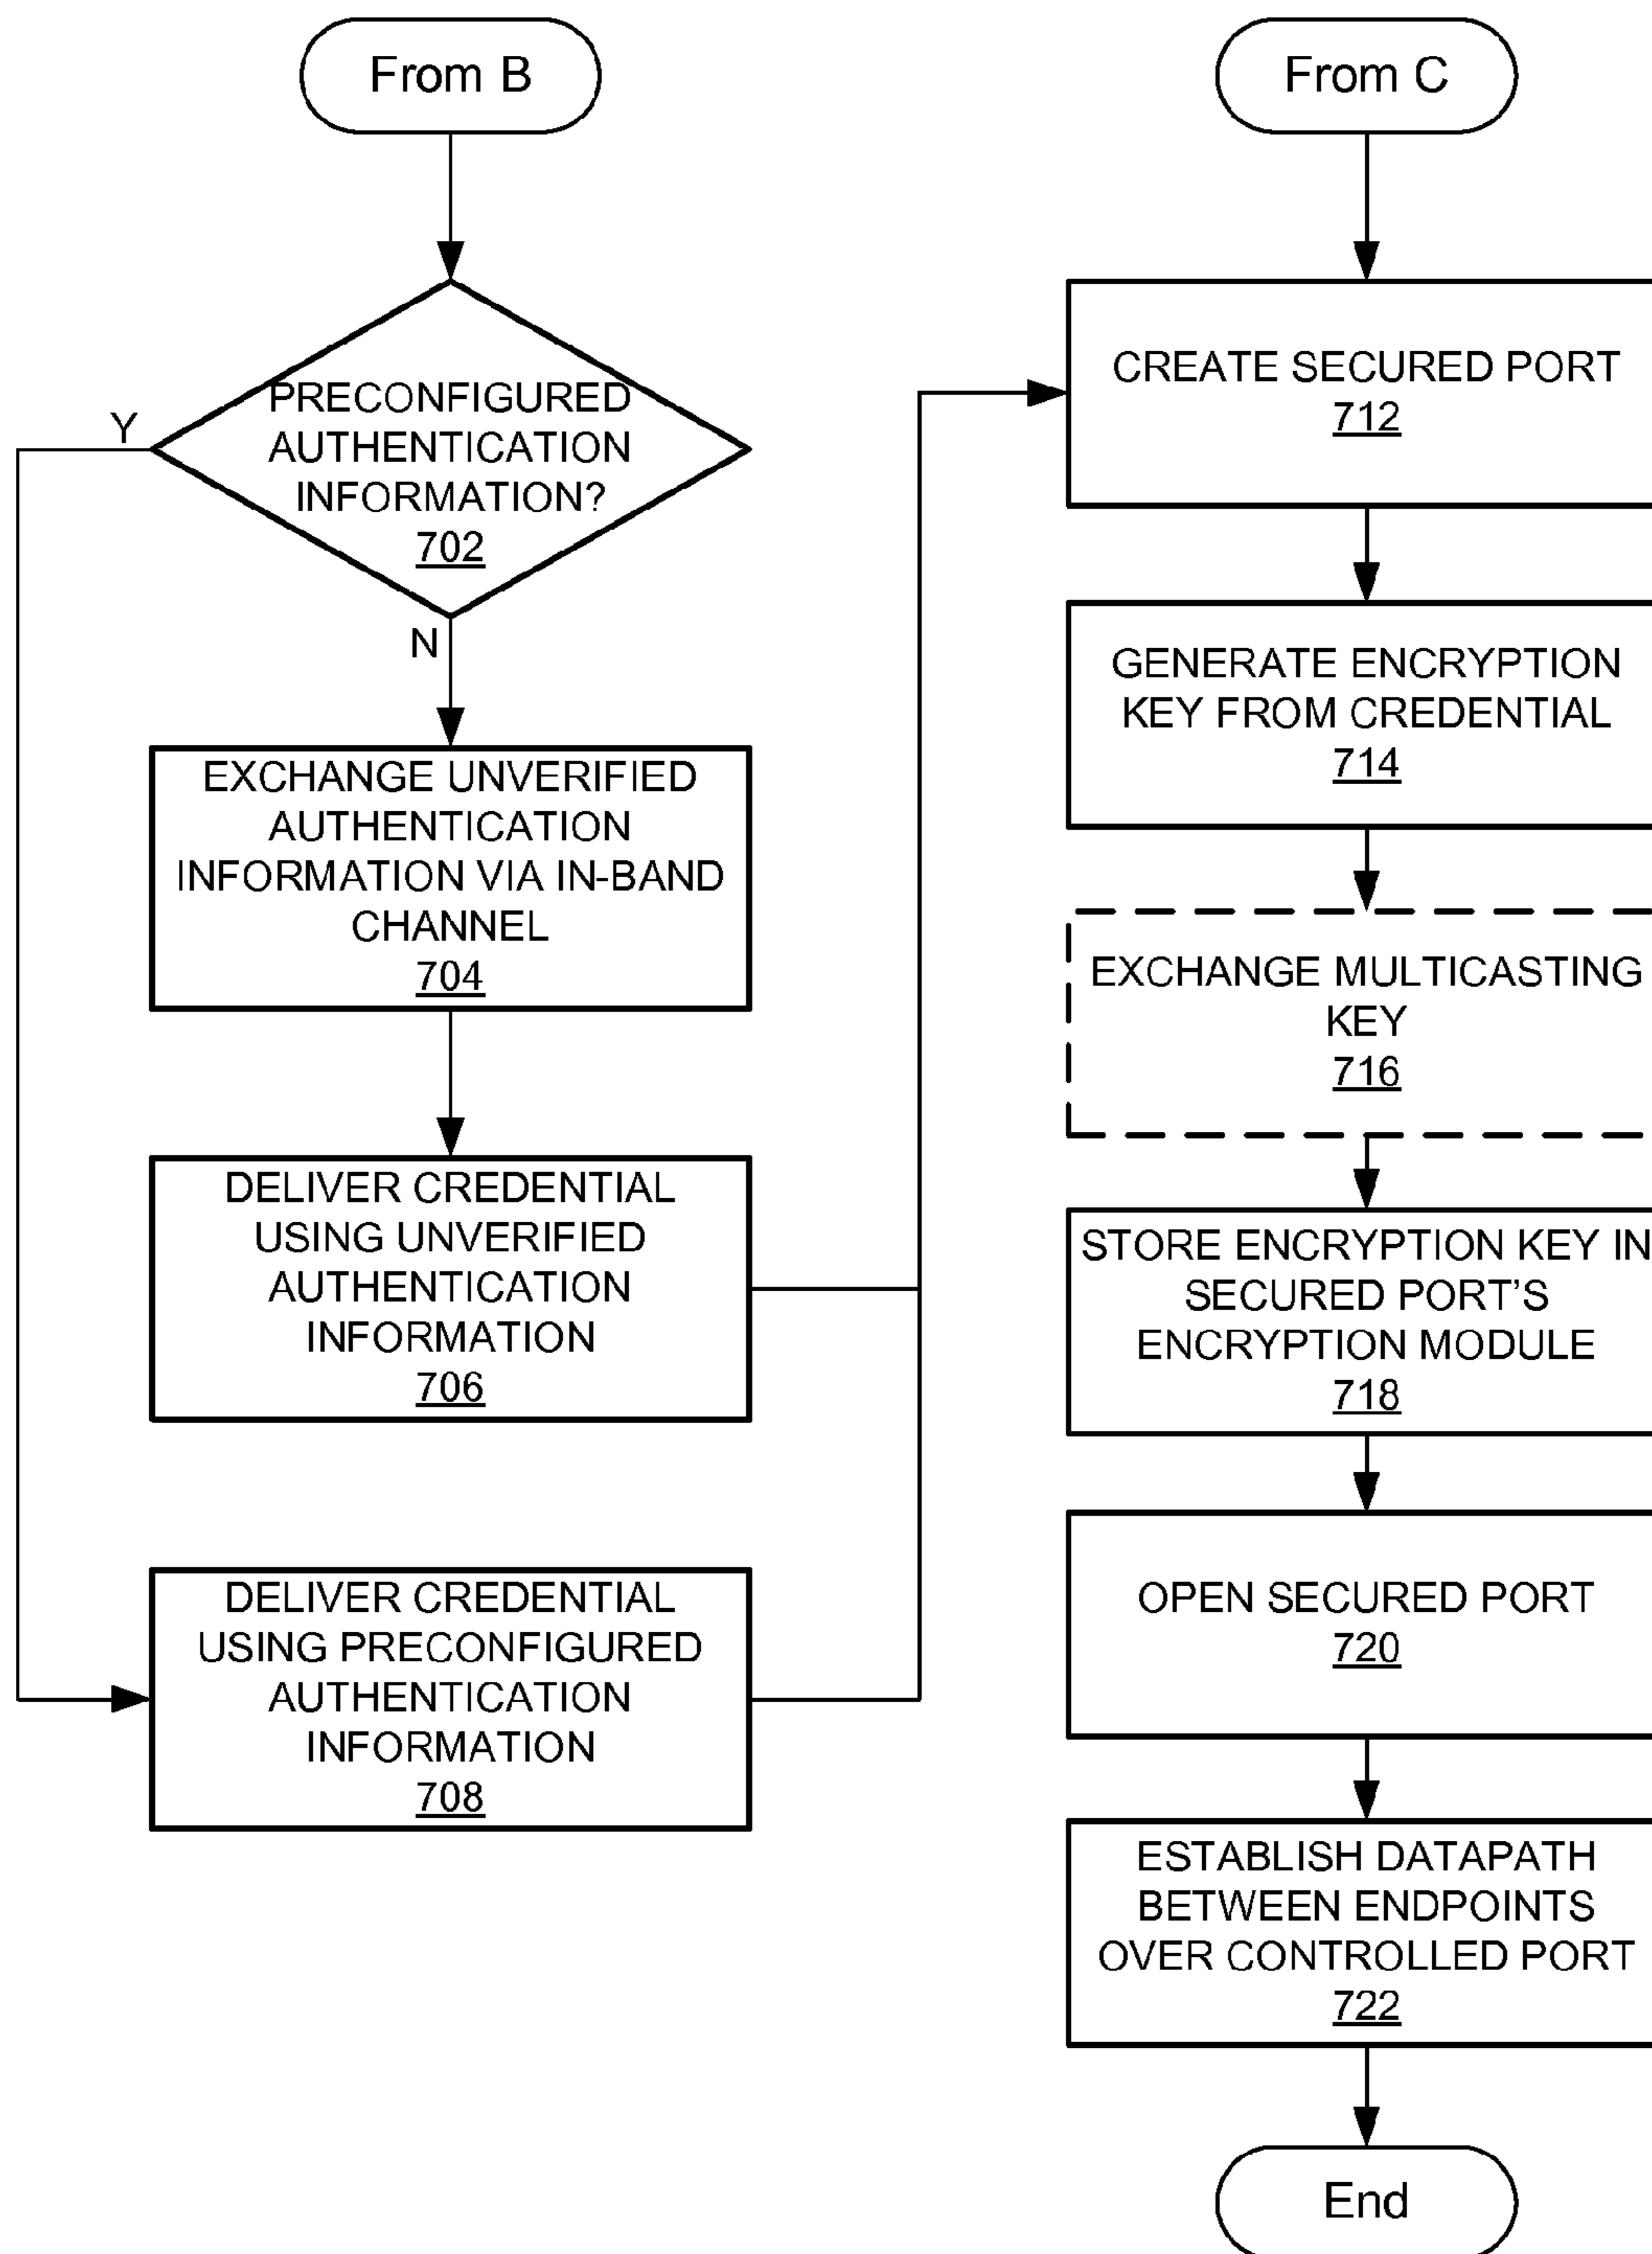 From B
PRECONFIGURED
AUTHENTICATION
INFORMATION?
702
Y
N
EXCHANGE UNVERIFIED
AUTHENTICATION
INFORMATION VIA IN-BAND
CHANNEL
704
DELIVER CREDENTIAL
USING UNVERIFIED
AUTHENTICATION
INFORMATION
706
DELIVER CREDENTIAL
USING PRECONFIGURED
AUTHENTICATION
INFORMATION
708
From C
CREATE SECURED PORT
712
GENERATE ENCRYPTION
KEY FROM CREDENTIAL
714
EXCHANGE MULTICASTING
KEY
716
STORE ENCRYPTION KEY IN
SECURED PORT'S
ENCRYPTION MODULE
718
OPEN SECURED PORT
720
ESTABLISH DATAPATH
BETWEEN ENDPOINTS
OVER CONTROLLED PORT
722
End